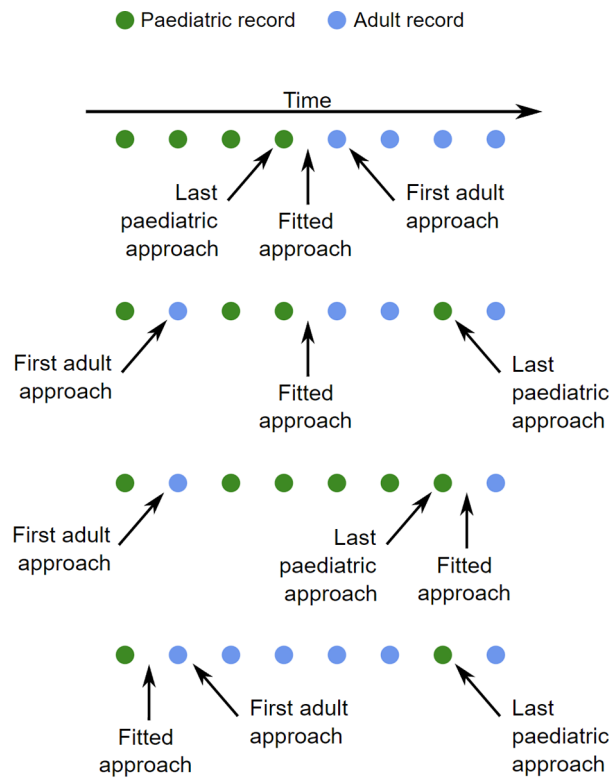 Paediatric record
Adult record
Time
Last
paediatric
approach
Fitted
approach
First adult
approach
First adult
approach
Fitted
approach
Last
paediatric
approach
First adult
approach
Last
paediatric
approach
Fitted
approach
Fitted
approach
First adult
approach
Last
paediatric
approach